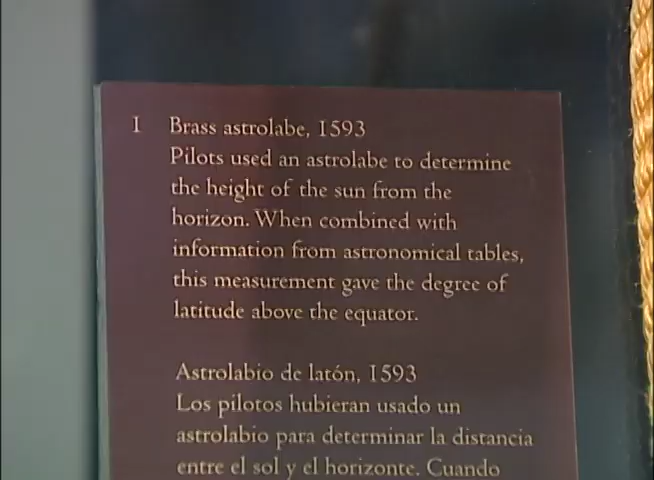 1 Brass astrolabe, 1593
Pilots used an astrolabe to determine
the height of the sun from the
horizon. When combined with
information from astronomical tables,
this measurement gave the degree of
latitude above the equator.
Astrolabio de latón, 1593
Los pilotos hubieran usado un
astrolabio para determinar la distancia
entre el sol y el horizonte. Cuando